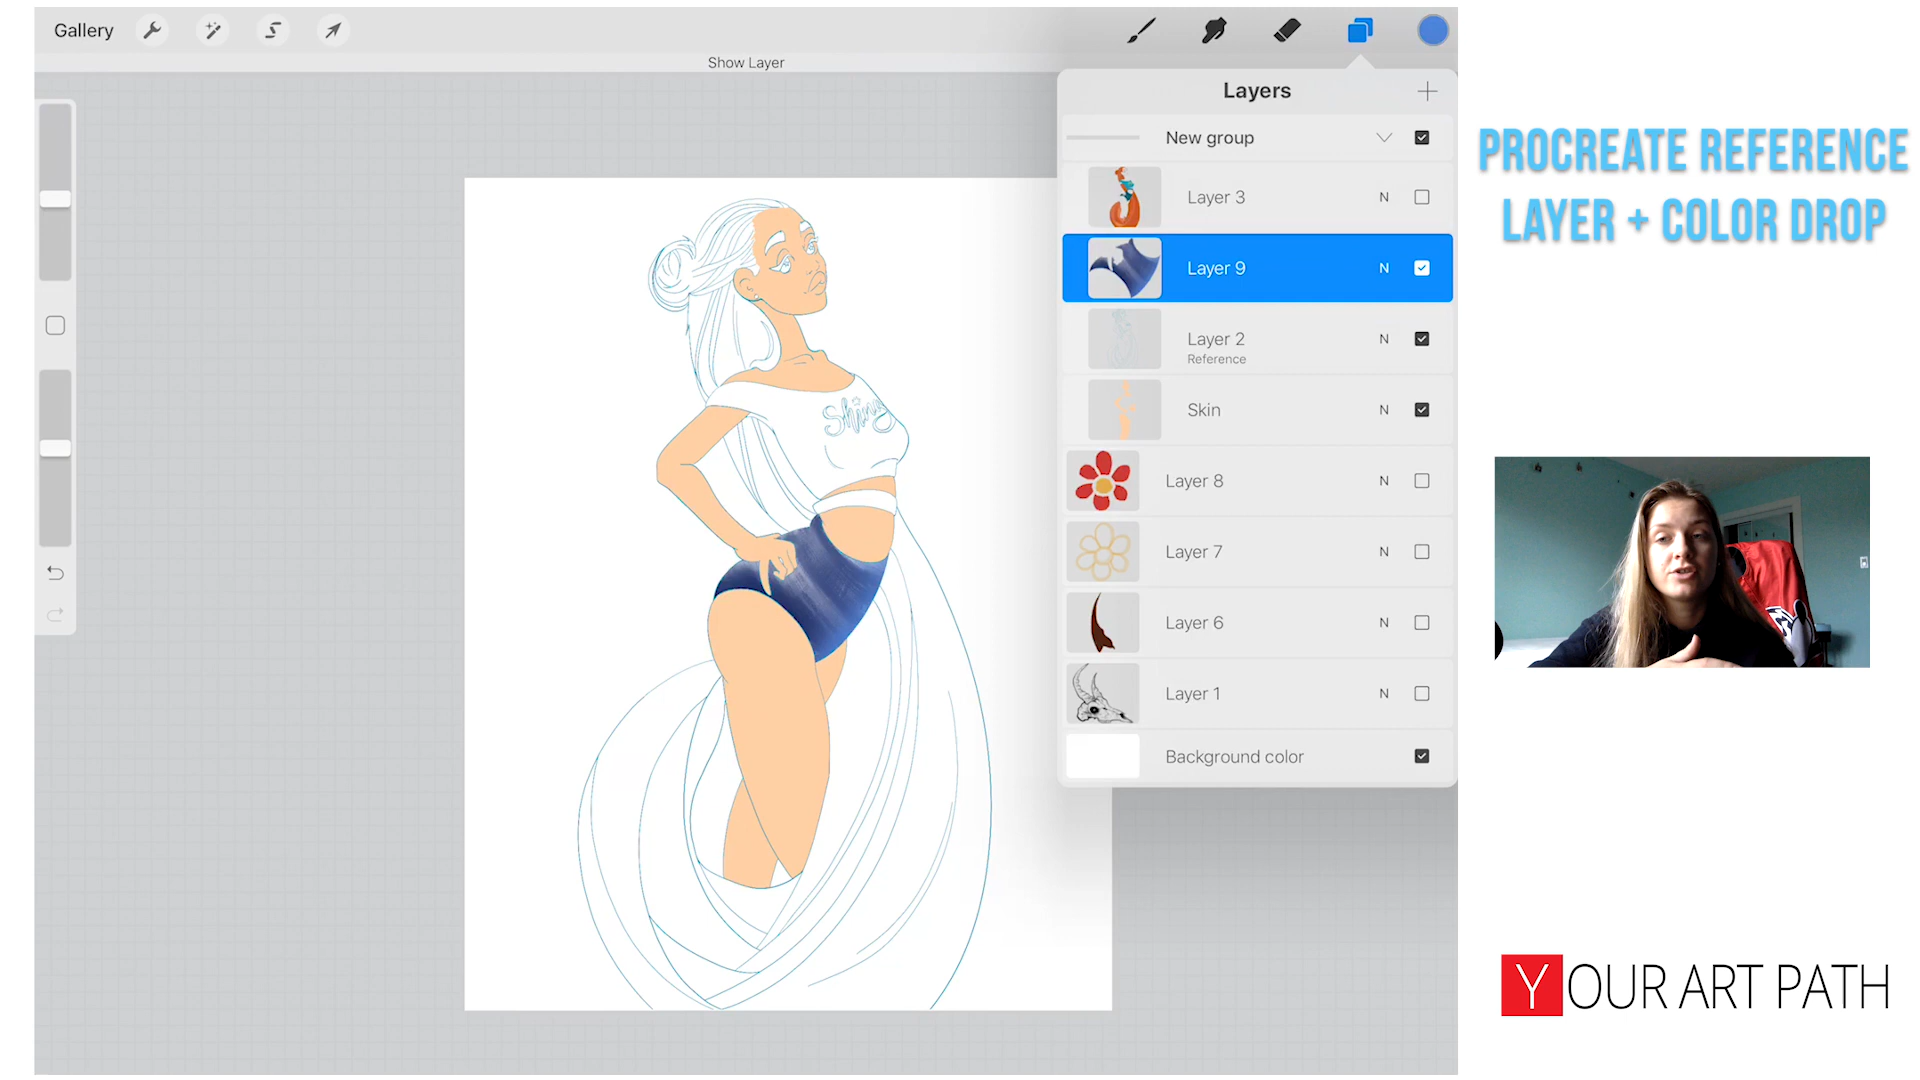 Gallery
Show Layer
Layers
New group
Layer 3 N
Layer 9 N
Layer 2 N
Reference
Skin N
Layer 8 N
Layer 7 N
Layer 6 N
Layer 1 N
Background color
Shiny
PROCREATE REFERENCE
LAYER + COLOR DROP
YOUR ART PATH